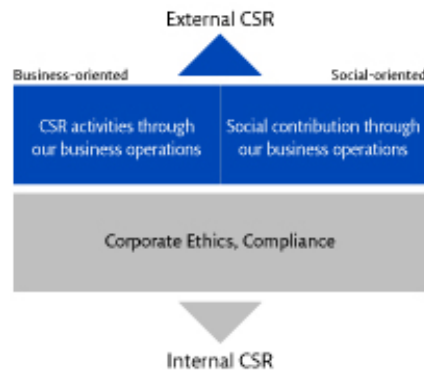 External CSR
Business-oriented
Social-oriented
CSR activities through
our business operations
Social contribution through
our business operations
Corporate Ethics, Compliance
Internal CSR